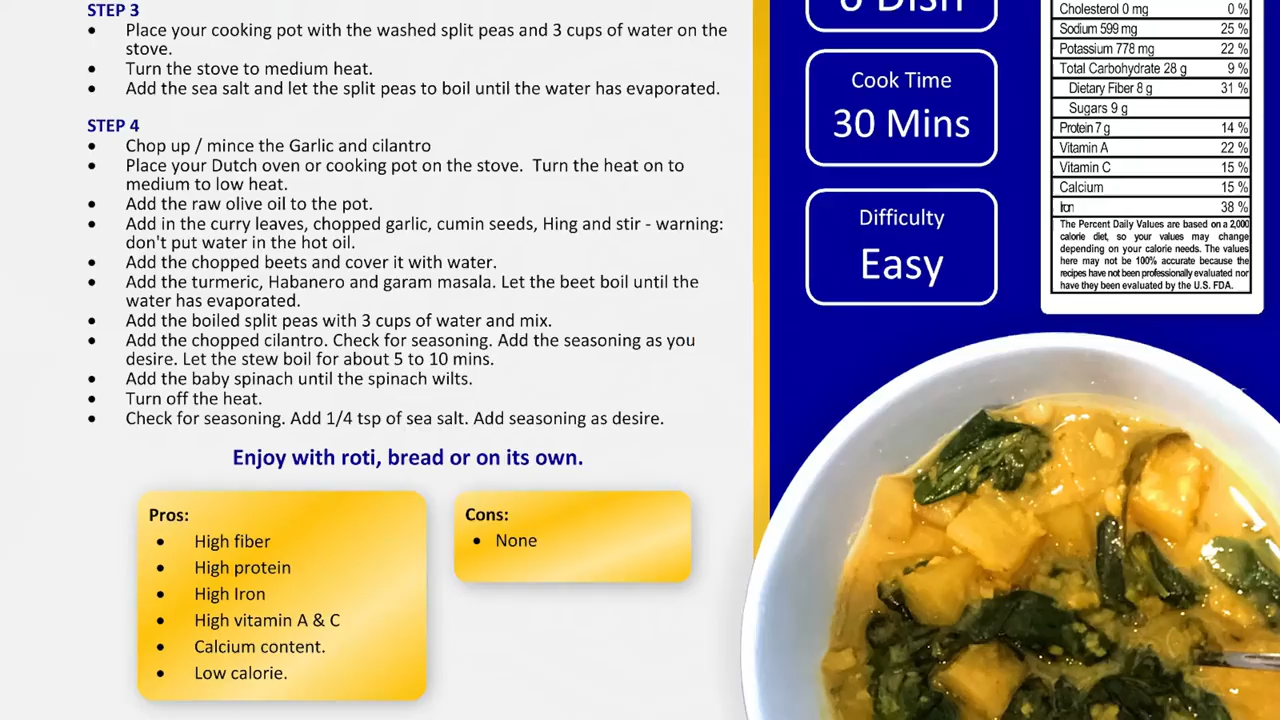 STEP 3
• Place your cooking pot with the washed split peas and 3 cups of water on the
stove.
• Turn the stove to medium heat.
• Add the sea salt and let the split peas to boil until the water has evaporated.
STEP 4
• Chop up / mince the Garlic and cilantro
• Place your Dutch oven or cooking pot on the stove. Turn the heat on to
medium to low heat.
• Add the raw olive oil to the pot.
• Add in the curry leaves, chopped garlic, cumin seeds, Hing and stir - warning:
don't put water in the hot oil.
• Add the chopped beets and cover it with water.
• Add the turmeric, Habanero and garam masala. Let the beet boil until the
water has evaporated.
• Add the boiled split peas with 3 cups of water and mix.
• Add the chopped cilantro. Check for seasoning. Add the seasoning as you
desire. Let the stew boil for about 5 to 10 mins.
• Add the baby spinach until the spinach wilts.
• Turn off the heat.
• Check for seasoning. Add 1/4 tsp of sea salt. Add seasoning as desire.
Enjoy with roti, bread or on its own.
Pros:
• High fiber
• High protein
• High Iron
• High vitamin A & C
• Calcium content.
• Low calorie.
Cons:
• None
Dish
Cook Time
30 Mins
Difficulty
Easy
Cholesterol 0 mg 0 %
Sodium 599 mg 25 %
Potassium 778 mg 22 %
Total Carbohydrate 28 g 9 %
Dietary Fiber 8 g 31 %
Sugars 9 g
Protein 7 g 14 %
Vitamin A 22 %
Vitamin C 15 %
Calcium 15 %
Iron 38 %
The Percent Daily Values are based on a 2,000
calorie diet, so your values may change
depending on your calorie needs. The values
here may not be 100% accurate because the
recipes have not been professionally evaluated nor
have they been evaluated by the U.S. FDA.